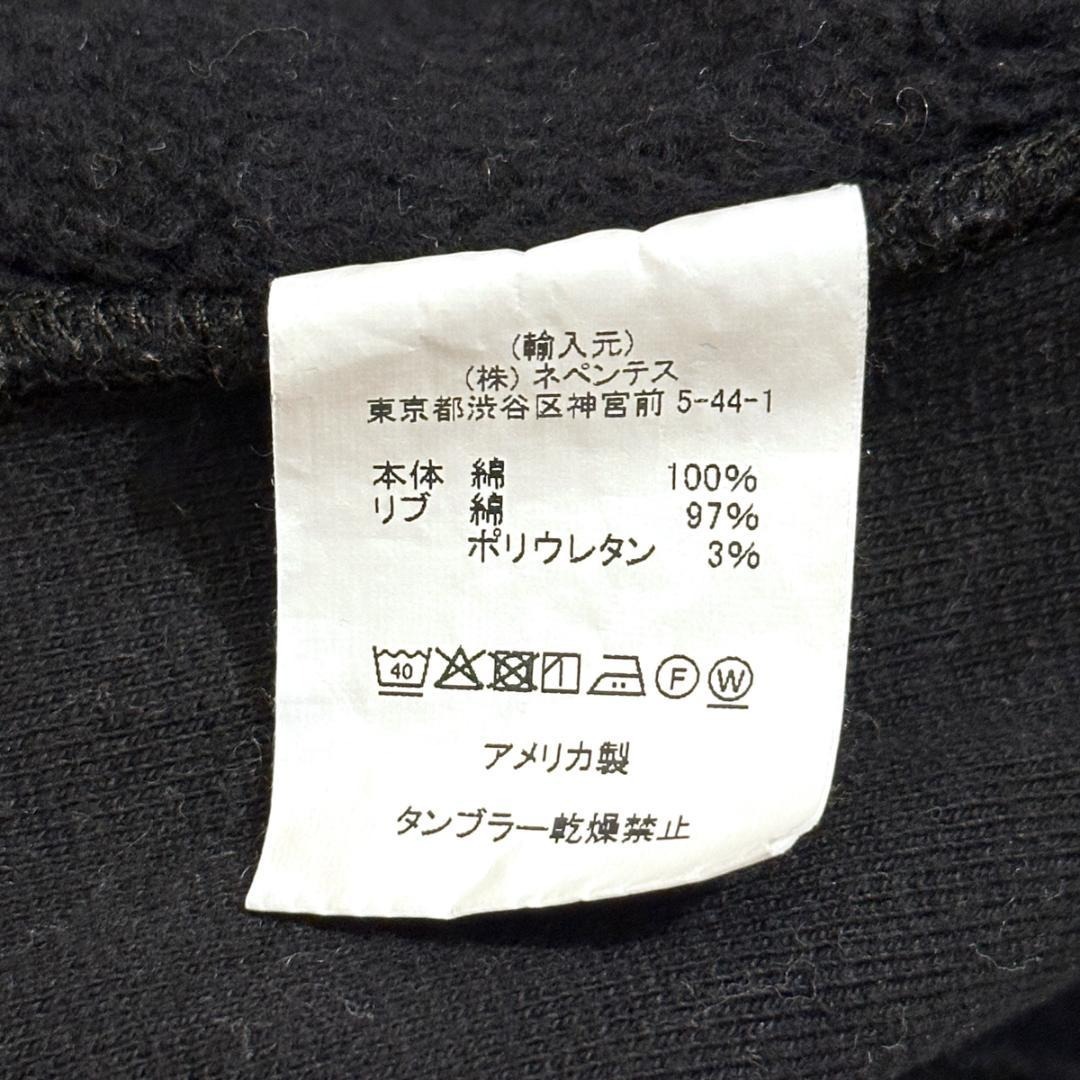 (輸入元)
(株) ネペンテス
東京都渋谷区神宮前 5-44-1
本体 綿 100%
リブ 綿 97%
ポリウレタン 3%
40 F W
アメリカ製
タンブラー乾燥禁止